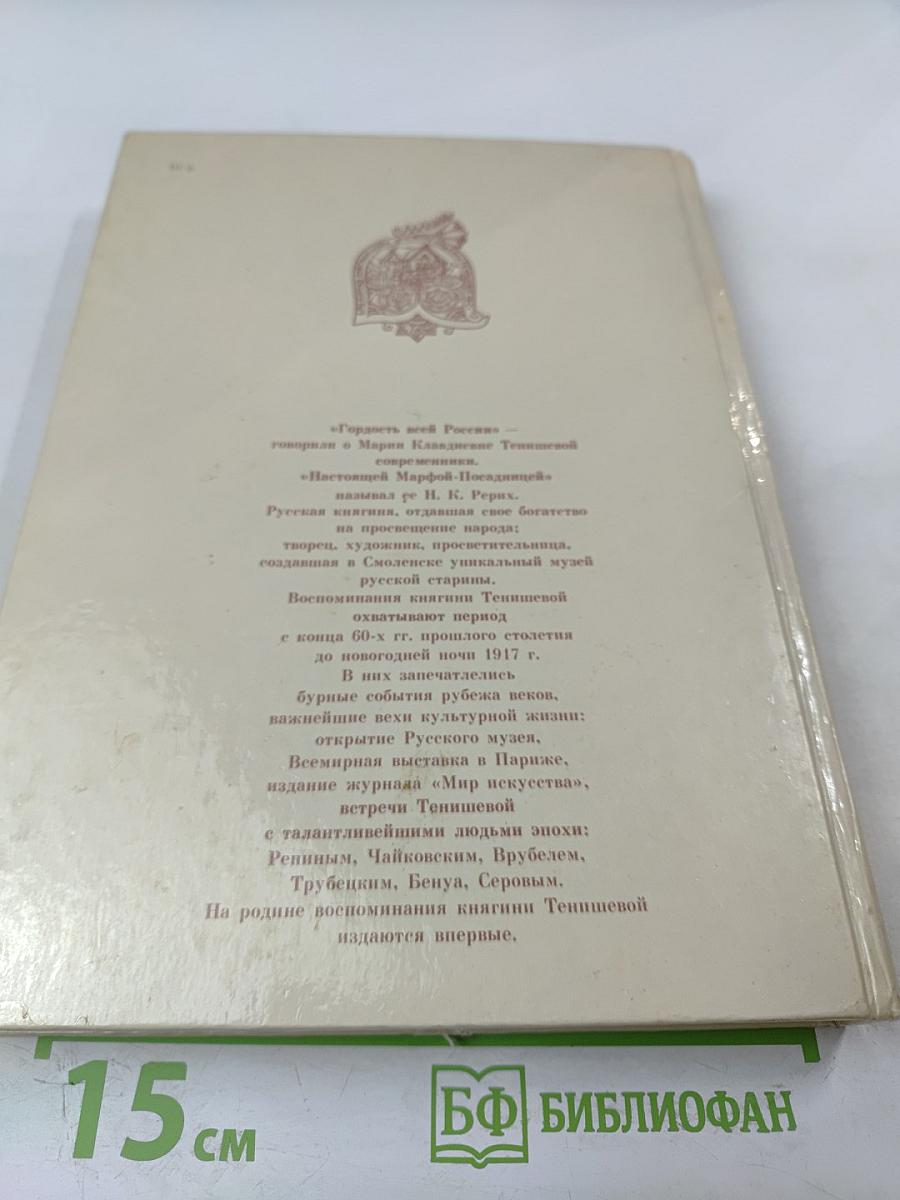 «Гордость всей России» —
говорили о Марии Клавдиевне Тенишевой
современники.
«Настоящей Марфой-Посадницей»
называл ее Н. К. Рерих.
Русская княгиня, отдавшая свое богатство
на просвещение народа;
творец, художник, просветительница,
создавшая в Смоленске уникальный музей
русской старины.
Воспоминания княгини Тенишевой
охватывают период
с конца 60-х гг. прошлого столетия
до новогодней ночи 1917 г.
В них запечатлелись
бурные события рубежа веков,
важнейшие вехи культурной жизни:
открытие Русского музея,
Всемирная выставка в Париже,
издание журнала «Мир искусства»,
встречи Тенишевой
с талантливейшими людьми эпохи:
Репиным, Чайковским, Врубелем,
Трубецким, Бенуа, Серовым.
На родине воспоминания княгини Тенишевой
издаются впервые.
15 см
БФ БИБЛИОФАН